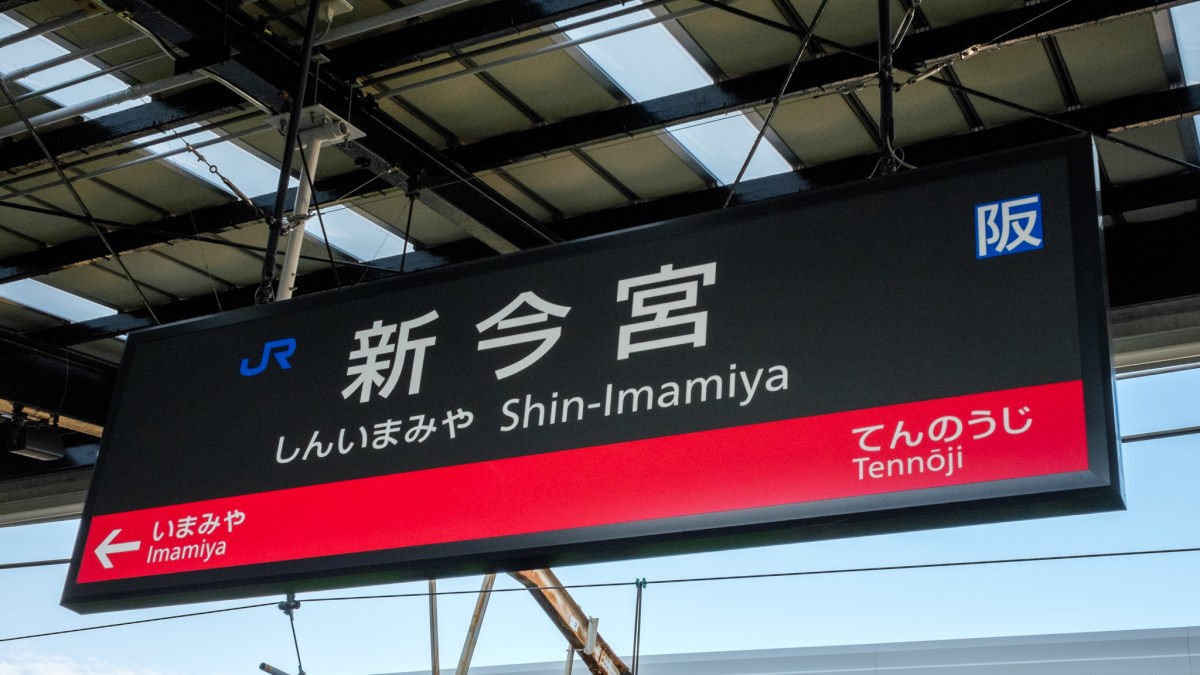 阪
JR 新今宮
しんいまみや Shin-Imamiya
てんのうじ
Tennōji
← いまみや
Imamiya